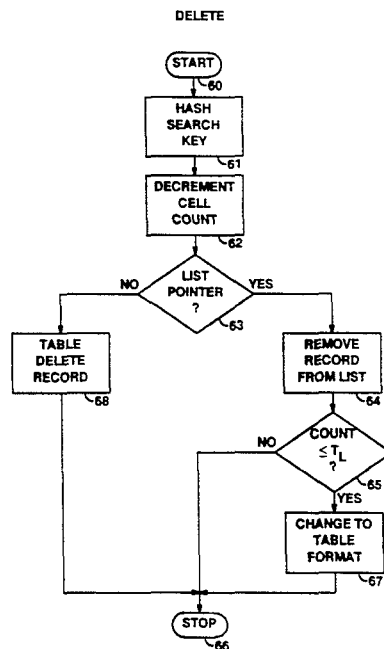 DELETE
START
60
HASH
SEARCH
KEY
61
DECREMENT
CELL
COUNT
62
NO
LIST
POINTER
?
YES
63
TABLE
DELETE
RECORD
68
REMOVE
RECORD
FROM LIST
64
NO
COUNT
≤ TL
?
65
YES
CHANGE TO
TABLE
FORMAT
67
STOP
66